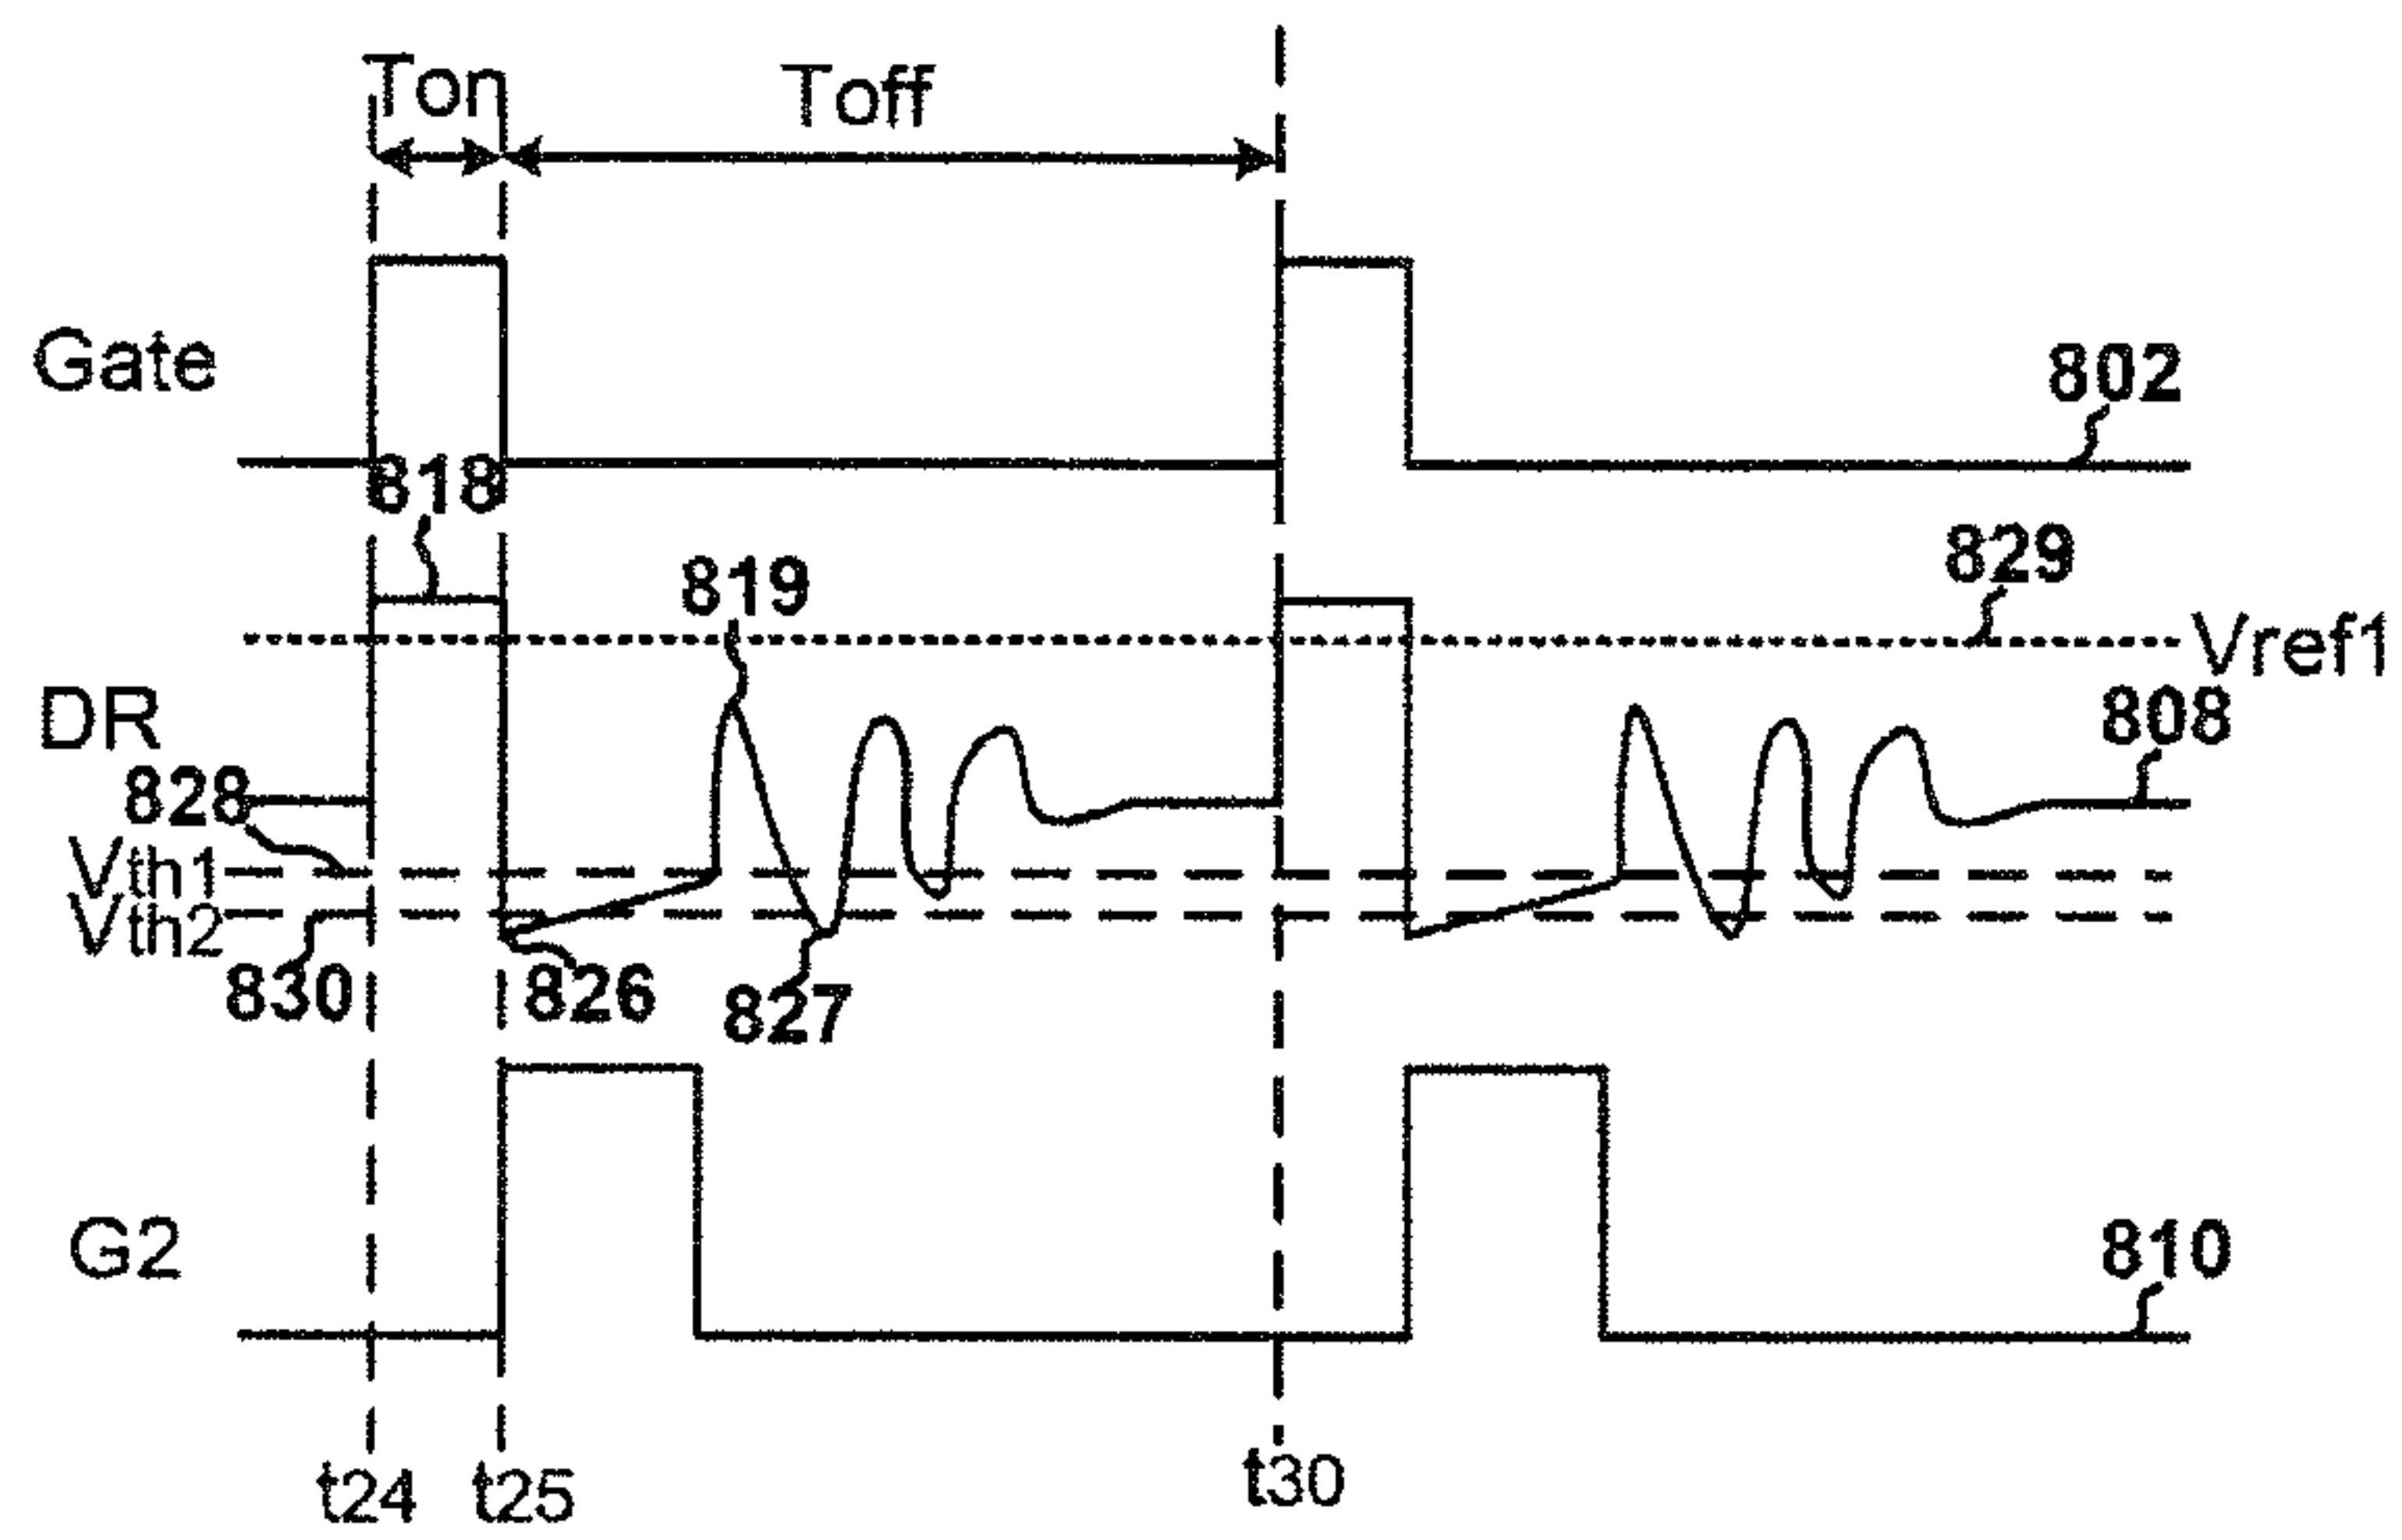 Ton
Toff
Gate
802
818
819
829
Vref1
DR
808
828
Vth1
Vth2
830
826
827
G2
810
t24
t25
t30